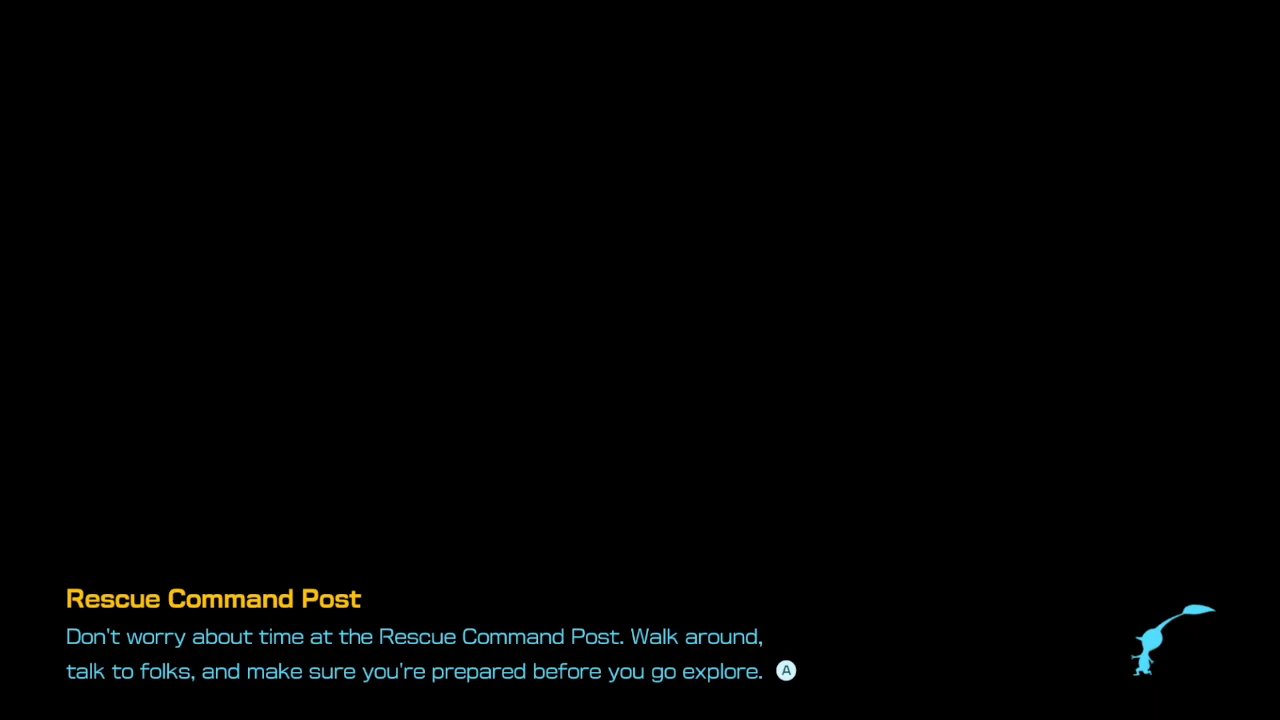 Rescue Command Post
Don't worry about time at the Rescue Command Post. Walk around,
talk to folks, and make sure you're prepared before you go explore. A